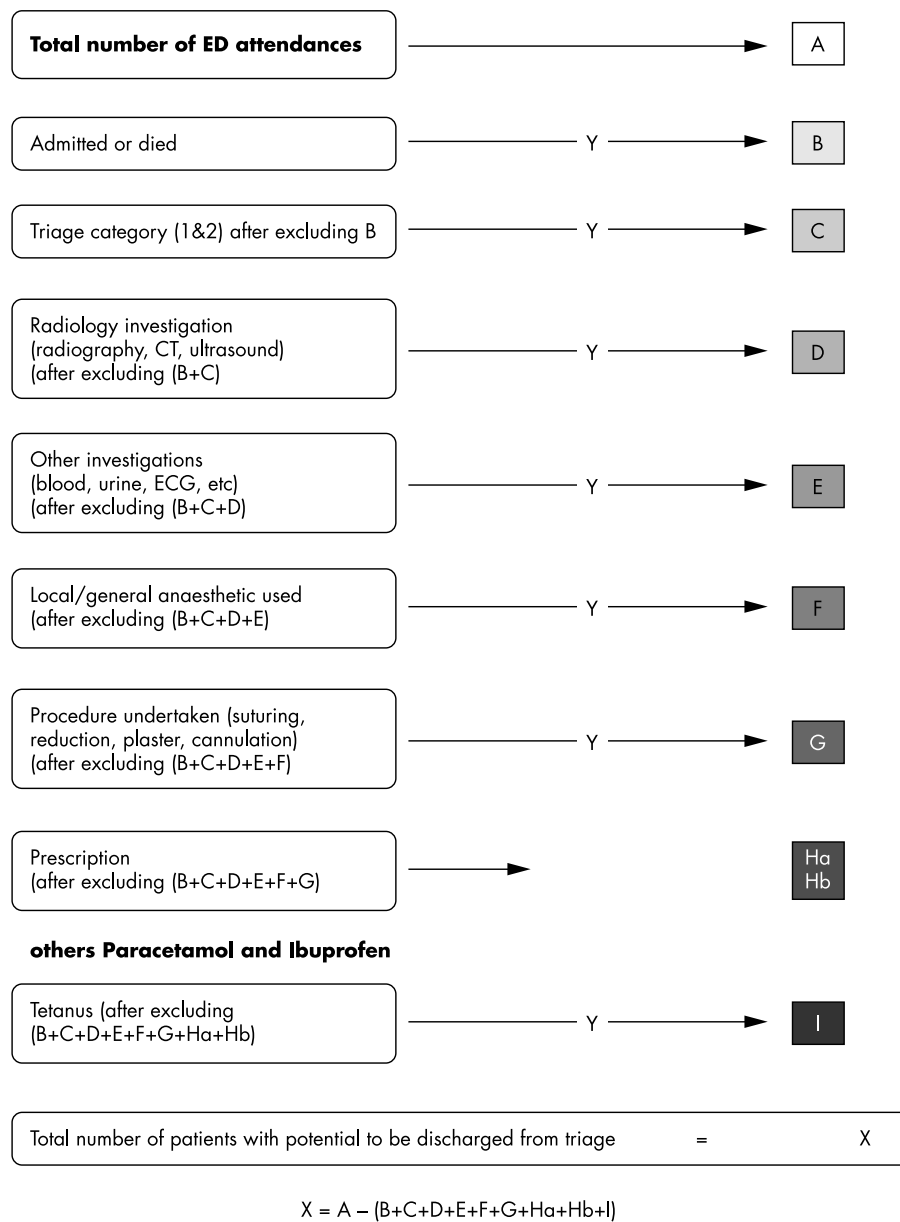 Total number of ED attendances A
Admitted or died Y B
Triage category (1&2) after excluding B Y C
Radiology investigation
(radiography, CT, ultrasound) Y D
(after excluding (B+C)
Other investigations
(blood, urine, ECG, etc) Y E
(after excluding (B+C+D)
Local/general anaesthetic used Y F
(after excluding (B+C+D+E)
Procedure undertaken (suturing,
reduction, plaster, cannulation) Y G
(after excluding (B+C+D+E+F)
Prescription Ha
(after excluding (B+C+D+E+F+G) Hb
others Paracetamol and Ibuprofen
Tetanus (after excluding Y I
(B+C+D+E+F+G+Ha+Hb)
Total number of patients with potential to be discharged from triage = X
X = A – (B+C+D+E+F+G+Ha+Hb+I)